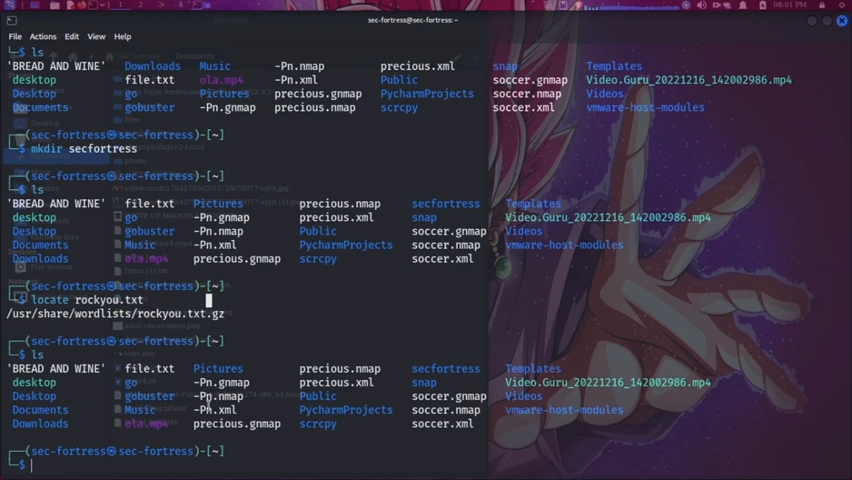 08:01 PM
sec-fortress@sec-fortress: ~
File Actions Edit View Help
└─$ ls
'BREAD AND WINE' Downloads Music -Pn.nmap precious.xml snap Templates
desktop file.txt ola.mp4 -Pn.xml Public soccer.gnmap Video.Guru_20221216_142002986.mp4
Desktop go Pictures precious.gnmap PycharmProjects soccer.nmap Videos
Documents gobuster -Pn.gnmap precious.nmap scrcpy soccer.xml vmware-host-modules
┌──(sec-fortress㉿sec-fortress)-[~]
└─$ mkdir secfortress
┌──(sec-fortress㉿sec-fortress)-[~]
└─$ ls
'BREAD AND WINE' file.txt Pictures precious.nmap secfortress Templates
desktop go -Pn.gnmap precious.xml snap Video.Guru_20221216_142002986.mp4
Desktop gobuster -Pn.nmap Public soccer.gnmap Videos
Documents Music -Pn.xml PycharmProjects soccer.nmap vmware-host-modules
Downloads ola.mp4 precious.gnmap scrcpy soccer.xml
┌──(sec-fortress㉿sec-fortress)-[~]
└─$ locate rockyou.txt
/usr/share/wordlists/rockyou.txt.gz
┌──(sec-fortress㉿sec-fortress)-[~]
└─$ ls
'BREAD AND WINE' file.txt Pictures precious.nmap secfortress Templates
desktop go -Pn.gnmap precious.xml snap Video.Guru_20221216_142002986.mp4
Desktop gobuster -Pn.nmap Public soccer.gnmap Videos
Documents Music -Pn.xml PycharmProjects soccer.nmap vmware-host-modules
Downloads ola.mp4 precious.gnmap scrcpy soccer.xml
┌──(sec-fortress㉿sec-fortress)-[~]
└─$